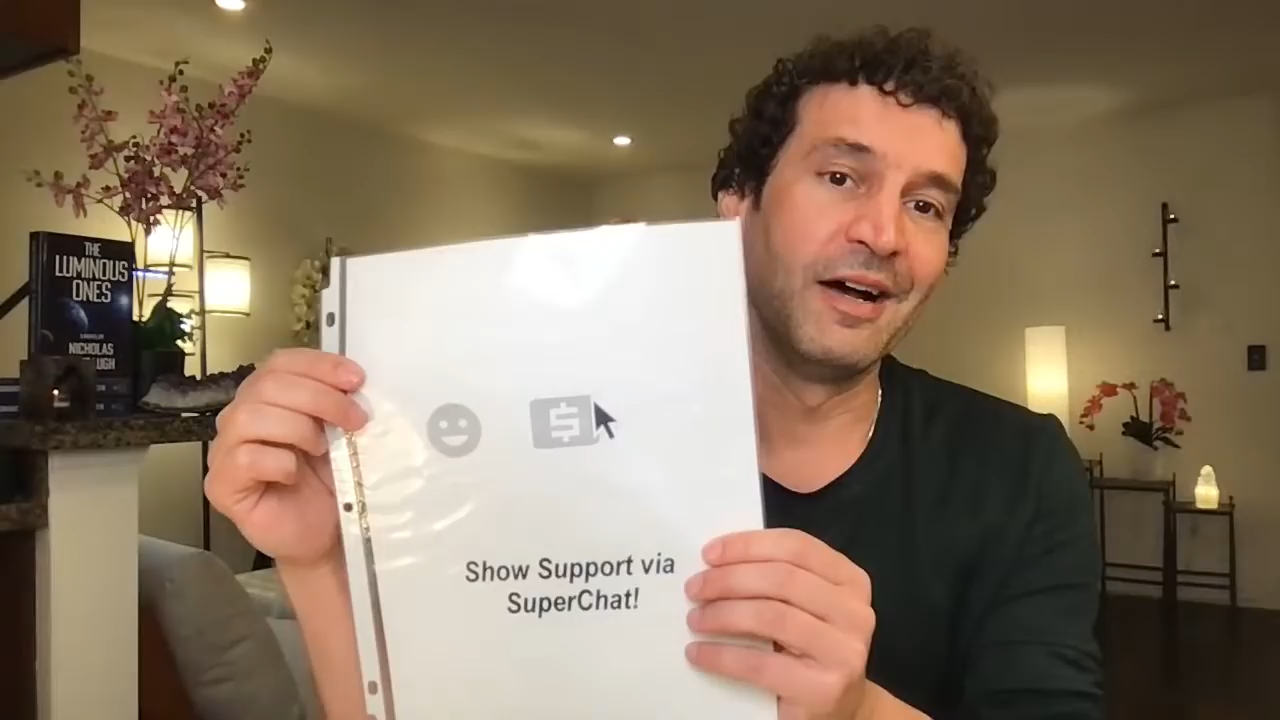 THE
LUMINOUS
ONES
NICHOLAS
$
Show Support via
SuperChat!